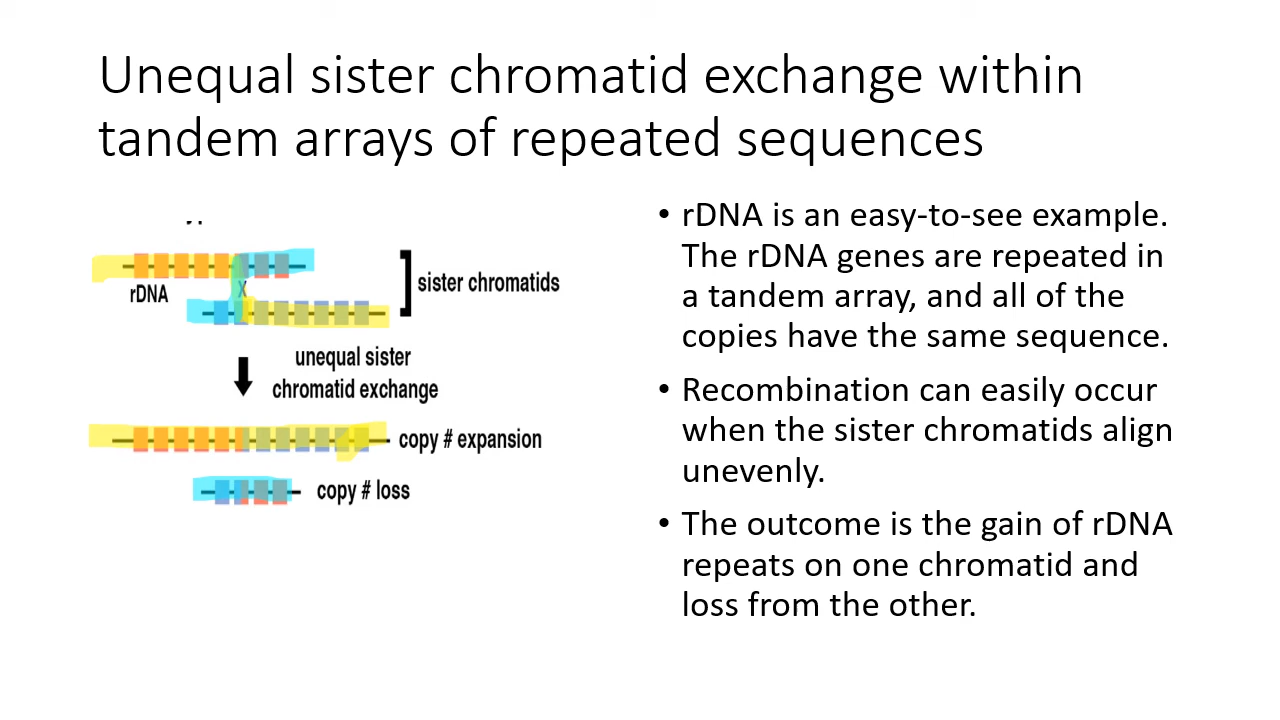 Unequal sister chromatid exchange within
tandem arrays of repeated sequences
rDNA
X
sister chromatids
unequal sister
chromatid exchange
copy # expansion
copy # loss
• rDNA is an easy-to-see example.
The rDNA genes are repeated in
a tandem array, and all of the
copies have the same sequence.
• Recombination can easily occur
when the sister chromatids align
unevenly.
• The outcome is the gain of rDNA
repeats on one chromatid and
loss from the other.